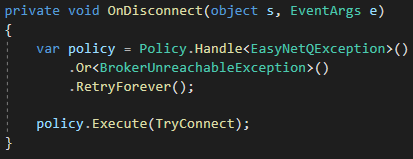 private void OnDisconnect(object s, EventArgs e)
{
    var policy = Policy.Handle<EasyNetQException>()
        .Or<BrokerUnreachableException>()
        .RetryForever();
    policy.Execute(TryConnect);
}